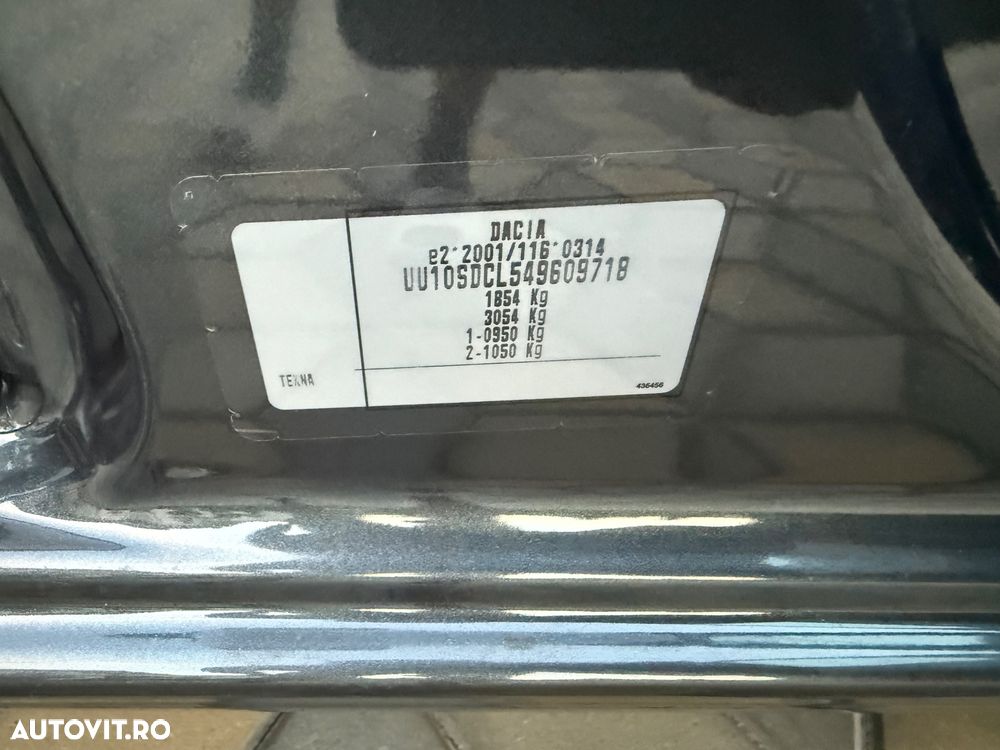 DACIA
e2*2001/116*0314
UU10SDCL549609718
1854 Kg
3054 Kg
1-0950 Kg
2-1050 Kg
TEKNA
436456
AUTOVIT.RO